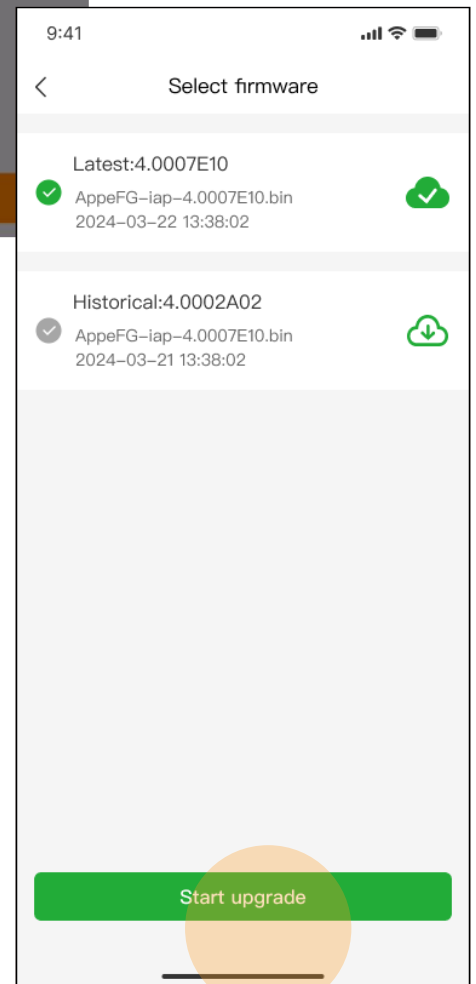 9:41
Select firmware
Latest:4.0007E10
AppeFG-iap-4.0007E10.bin
2024-03-22 13:38:02
Historical:4.0002A02
AppeFG-iap-4.0007E10.bin
2024-03-21 13:38:02
Start upgrade